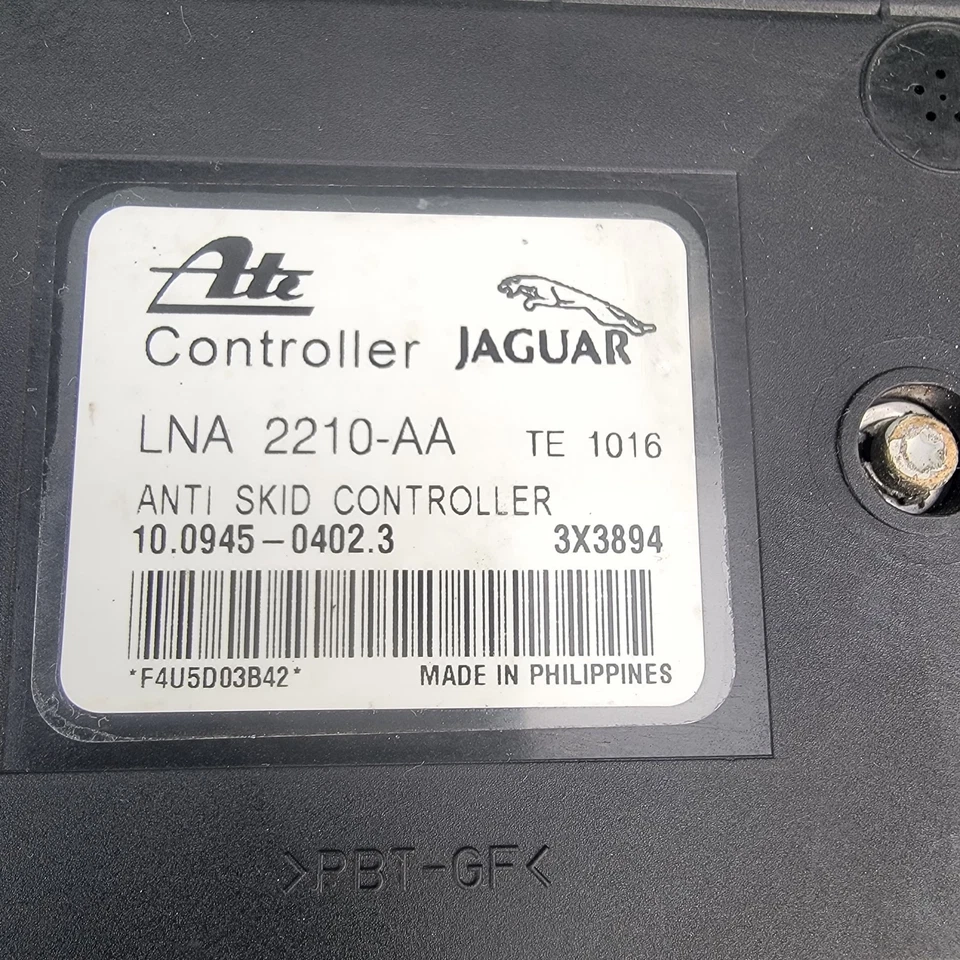 Ate
Controller JAGUAR
LNA 2210-AA TE 1016
ANTI SKID CONTROLLER
10.0945-0402.3 3X3894
*F4U5D03B42* MADE IN PHILIPPINES
>PBT-GF<